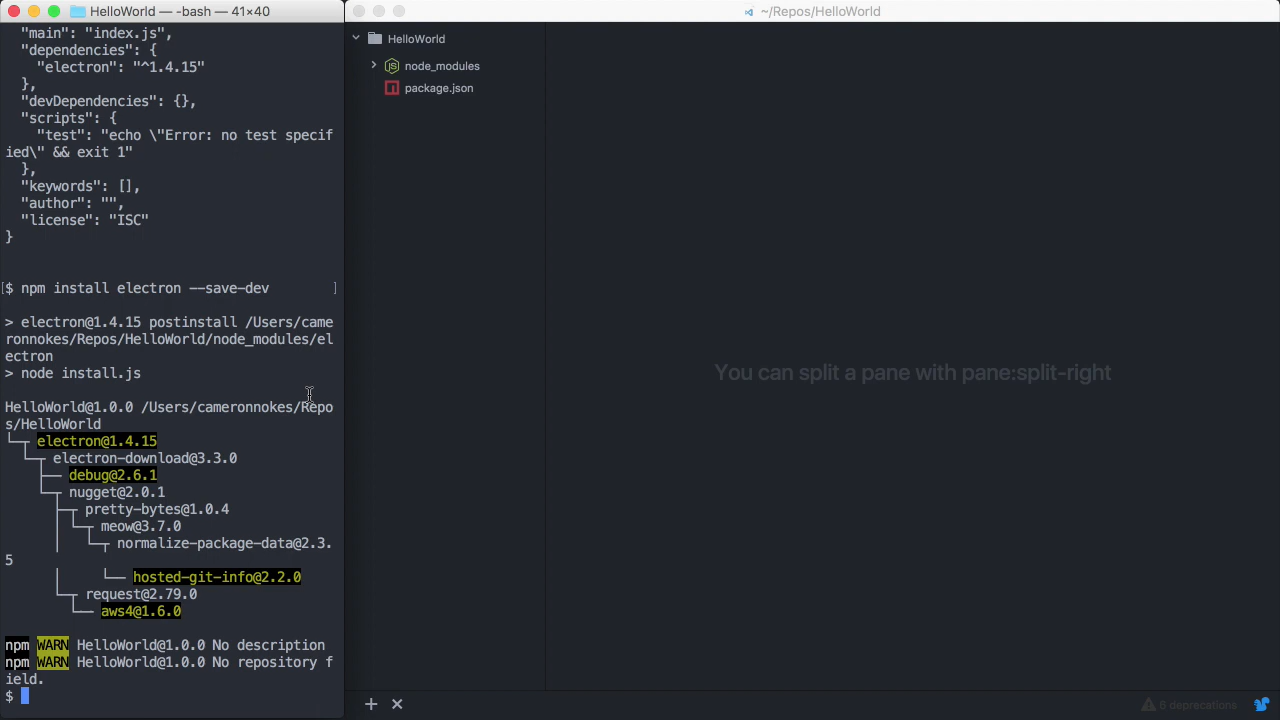 HelloWorld — -bash — 41×40
"main": "index.js",
"dependencies": {
"electron": "^1.4.15"
},
"devDependencies": {},
"scripts": {
"test": "echo \"Error: no test specif
ied\" && exit 1"
},
"keywords": [],
"author": "",
"license": "ISC"
}
[$ npm install electron --save-dev ]
> electron@1.4.15 postinstall /Users/came
ronnokes/Repos/HelloWorld/node_modules/el
ectron
> node install.js
HelloWorld@1.0.0 /Users/cameronnokes/Repo
s/HelloWorld
└─┬ electron@1.4.15
└─┬ electron-download@3.3.0
├── debug@2.6.1
└─┬ nugget@2.0.1
├─┬ pretty-bytes@1.0.4
│ └─┬ meow@3.7.0
│   └─┬ normalize-package-data@2.3.
5
│     └── hosted-git-info@2.2.0
└─┬ request@2.79.0
└── aws4@1.6.0
npm WARN HelloWorld@1.0.0 No description
npm WARN HelloWorld@1.0.0 No repository f
ield.
$
~/Repos/HelloWorld
HelloWorld
node_modules
package.json
You can split a pane with pane:split-right
6 deprecations